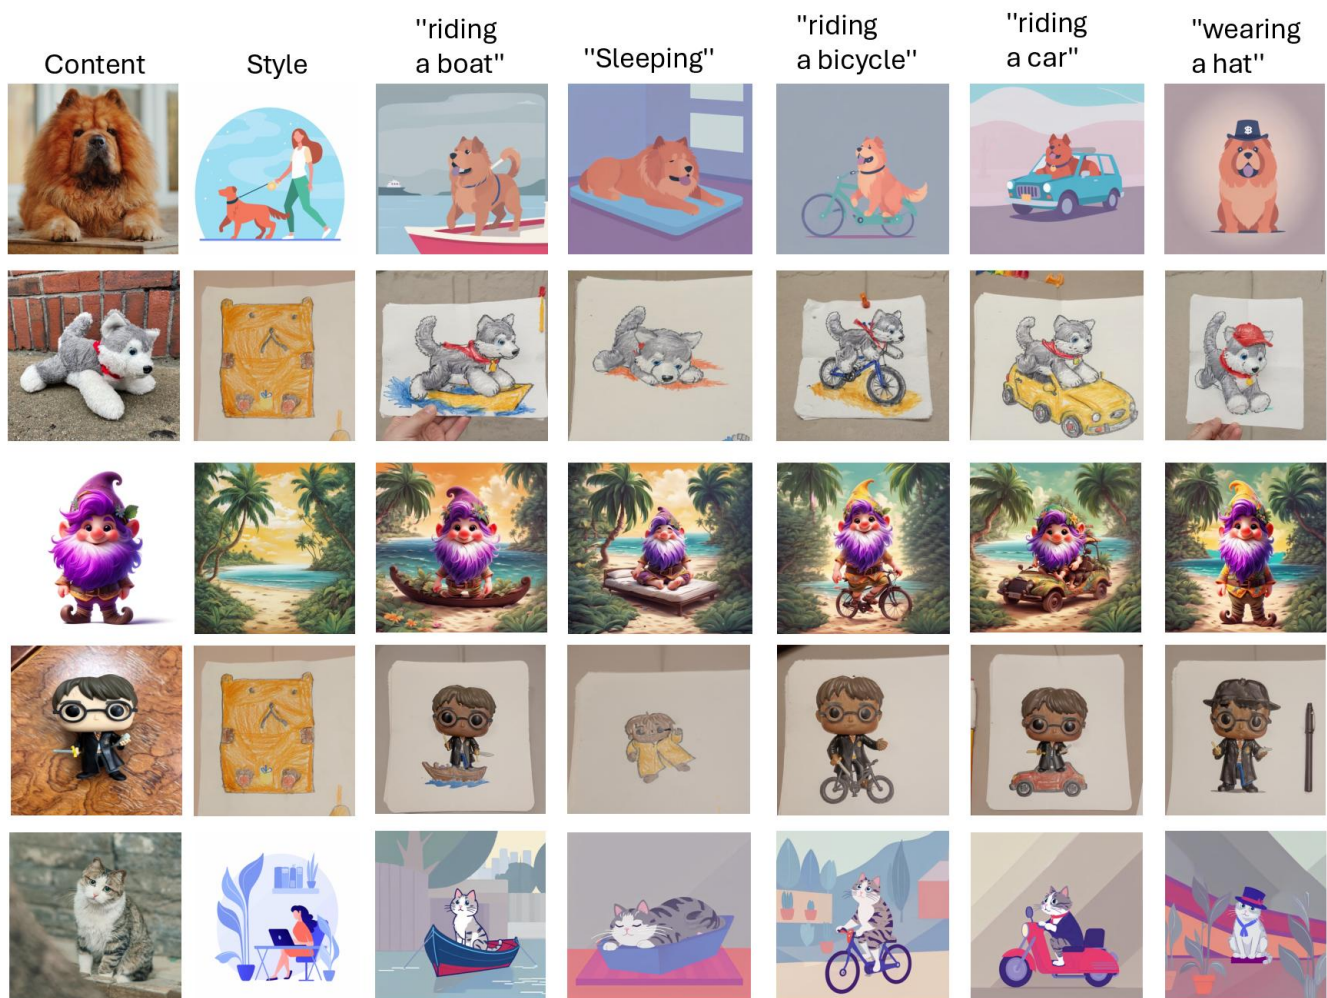 Content
Style
"riding
a boat"
"Sleeping"
"riding
a bicycle"
"riding
a car"
"wearing
a hat"